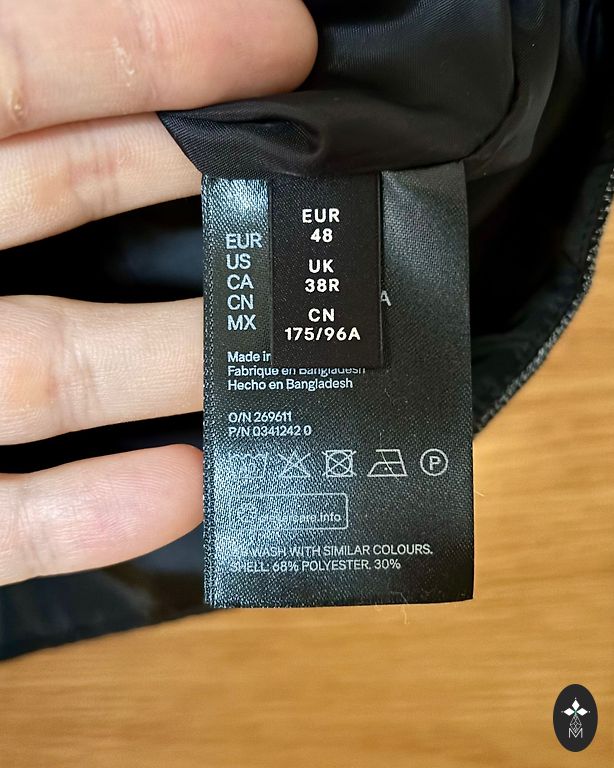 EUR
48
UK
38R
CN
175/96A
EUR
US
CA
CN
MX
A
Made in
Fabriqué en Bangladesh
Hecho en Bangladesh
O/N 269611
P/N 0341242 0
P
WASH WITH SIMILAR COLOURS.
SHELL: 68% POLYESTER, 30%
M